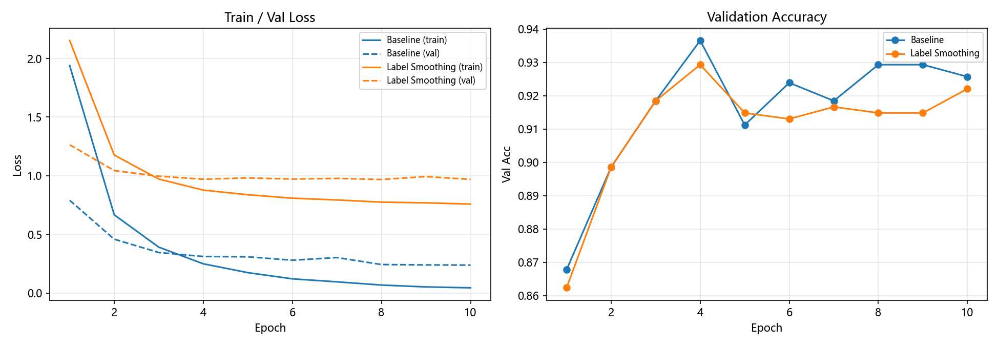 Train / Val Loss
2.0
1.5
1.0
0.5
0.0
Loss
2 4 6 8 10
Epoch
Baseline (train)
Baseline (val)
Label Smoothing (train)
Label Smoothing (val)
Validation Accuracy
0.94
0.93
0.92
0.91
0.90
0.89
0.88
0.87
0.86
Val Acc
2 4 6 8 10
Epoch
Baseline
Label Smoothing